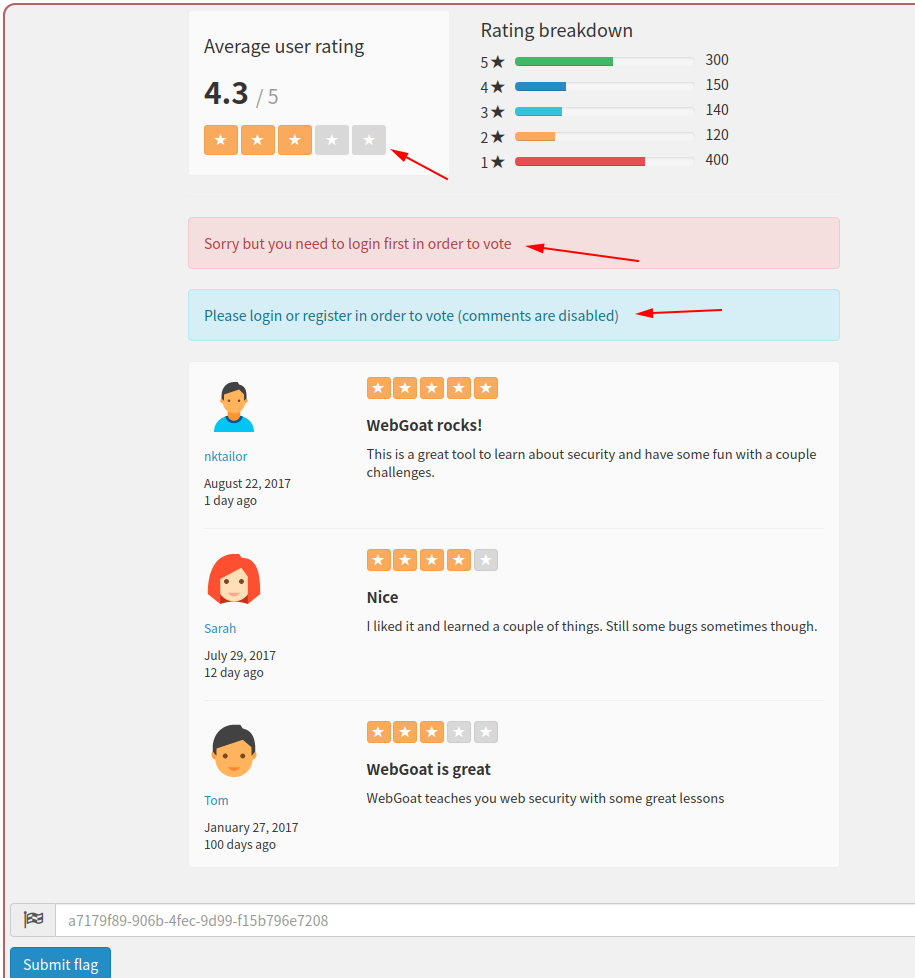 Average user rating
4.3 / 5
Rating breakdown
5★ 300
4★ 150
3★ 140
2★ 120
1★ 400
Sorry but you need to login first in order to vote
Please login or register in order to vote (comments are disabled)
nktailor
August 22, 2017
1 day ago
WebGoat rocks!
This is a great tool to learn about security and have some fun with a couple
challenges.
Sarah
July 29, 2017
12 day ago
Nice
I liked it and learned a couple of things. Still some bugs sometimes though.
Tom
January 27, 2017
100 days ago
WebGoat is great
WebGoat teaches you web security with some great lessons
a7179f89-906b-4fec-9d99-f15b796e7208
Submit flag